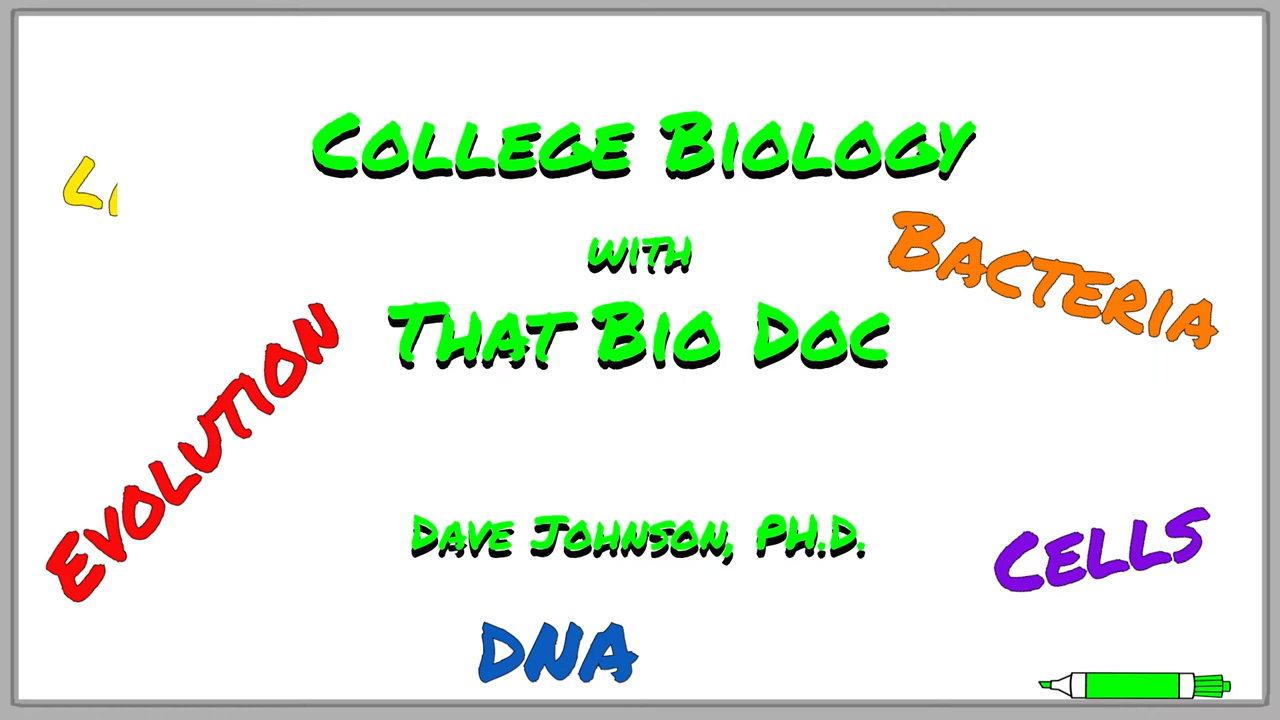 College Biology
with
That Bio Doc
Bacteria
Evolution
Dave Johnson, PH.D.
Cells
DNA